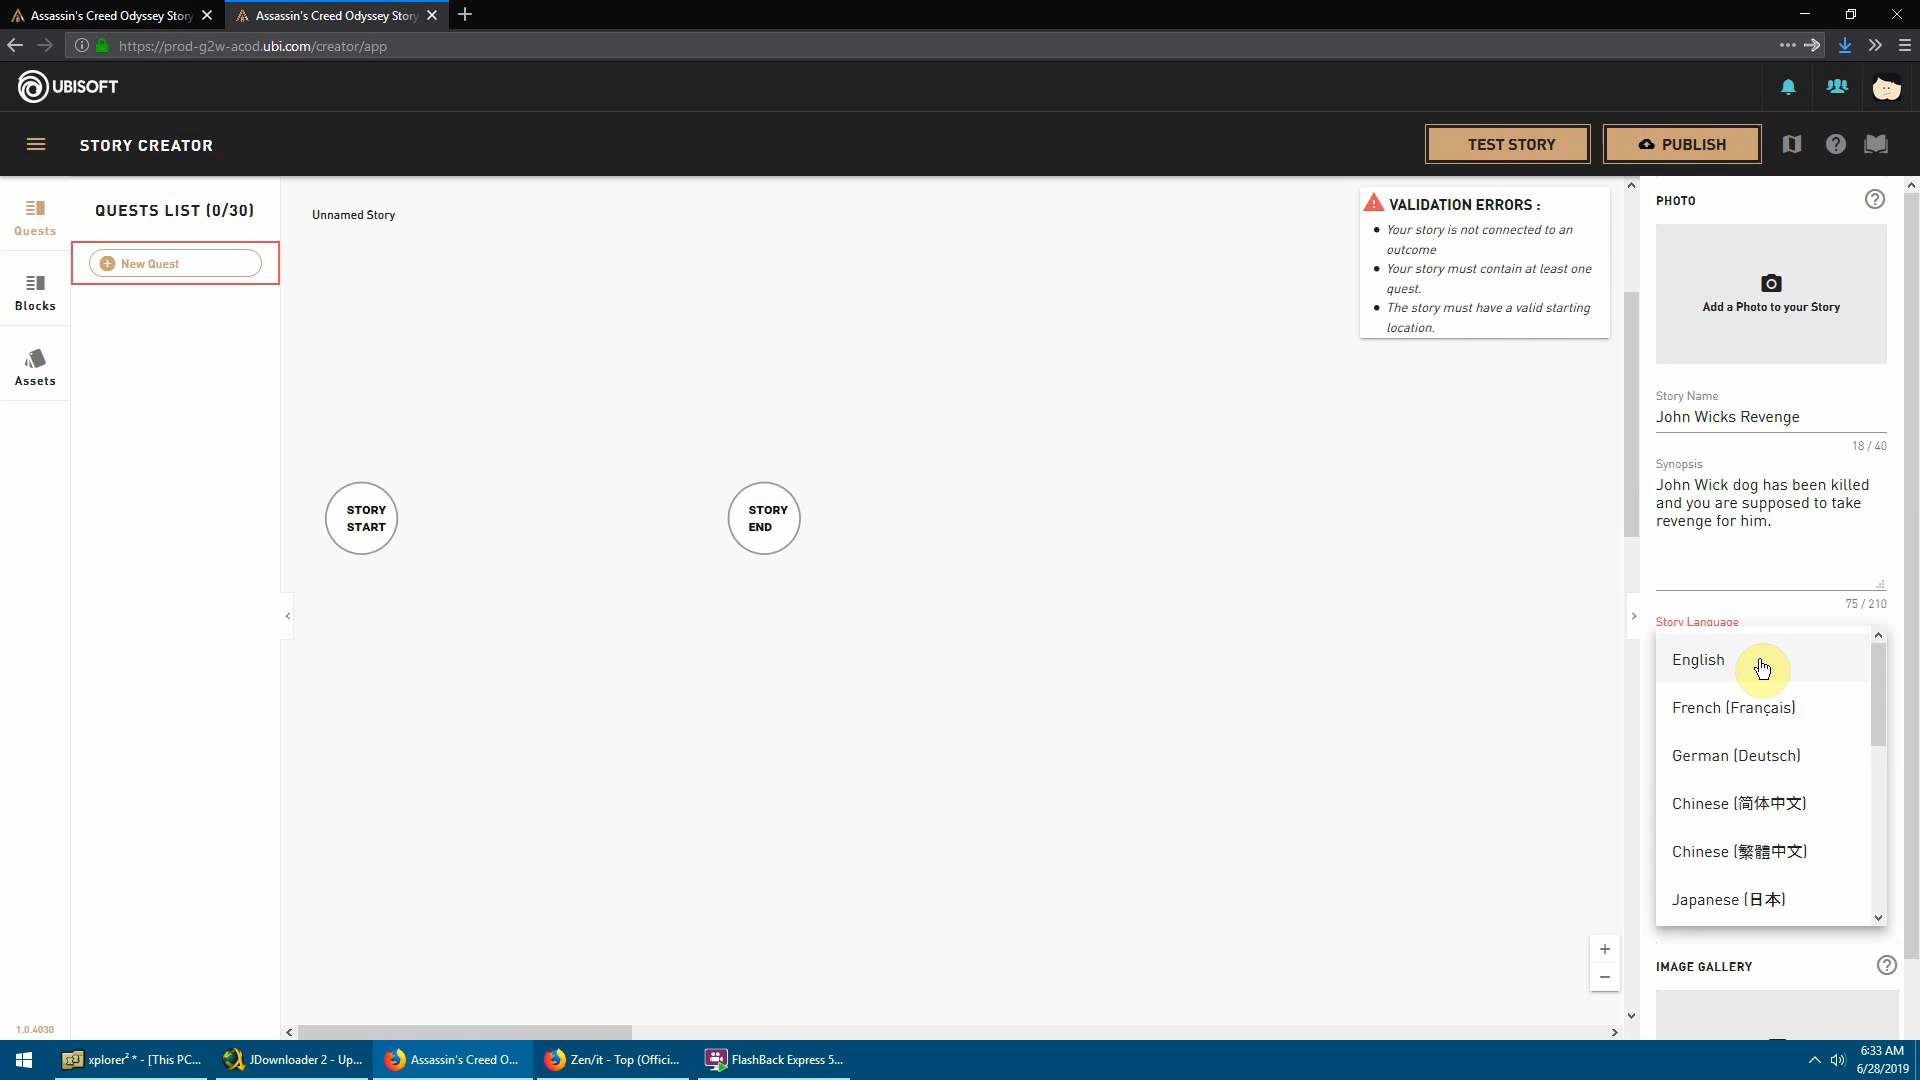 Assassin's Creed Odyssey Story
Assassin's Creed Odyssey Story
https://prod-g2w-acod.ubi.com/creator/app
UBISOFT
STORY CREATOR
TEST STORY
PUBLISH
Quests
Blocks
Assets
QUESTS LIST (0/30)
New Quest
Unnamed Story
VALIDATION ERRORS :
Your story is not connected to an
outcome
Your story must contain at least one
quest.
The story must have a valid starting
location.
STORY
START
STORY
END
PHOTO
Add a Photo to your Story
Story Name
John Wicks Revenge
18 / 40
Synopsis
John Wick dog has been killed
and you are supposed to take
revenge for him.
75 / 210
Story Language
English
French (Français)
German (Deutsch)
Chinese (简体中文)
Chinese (繁體中文)
Japanese (日本)
IMAGE GALLERY
1.0.4030
xplorer² * - [This PC...
JDownloader 2 - Up...
Assassin's Creed O...
Zen/it - Top (Offici...
FlashBack Express 5...
6:33 AM
6/28/2019